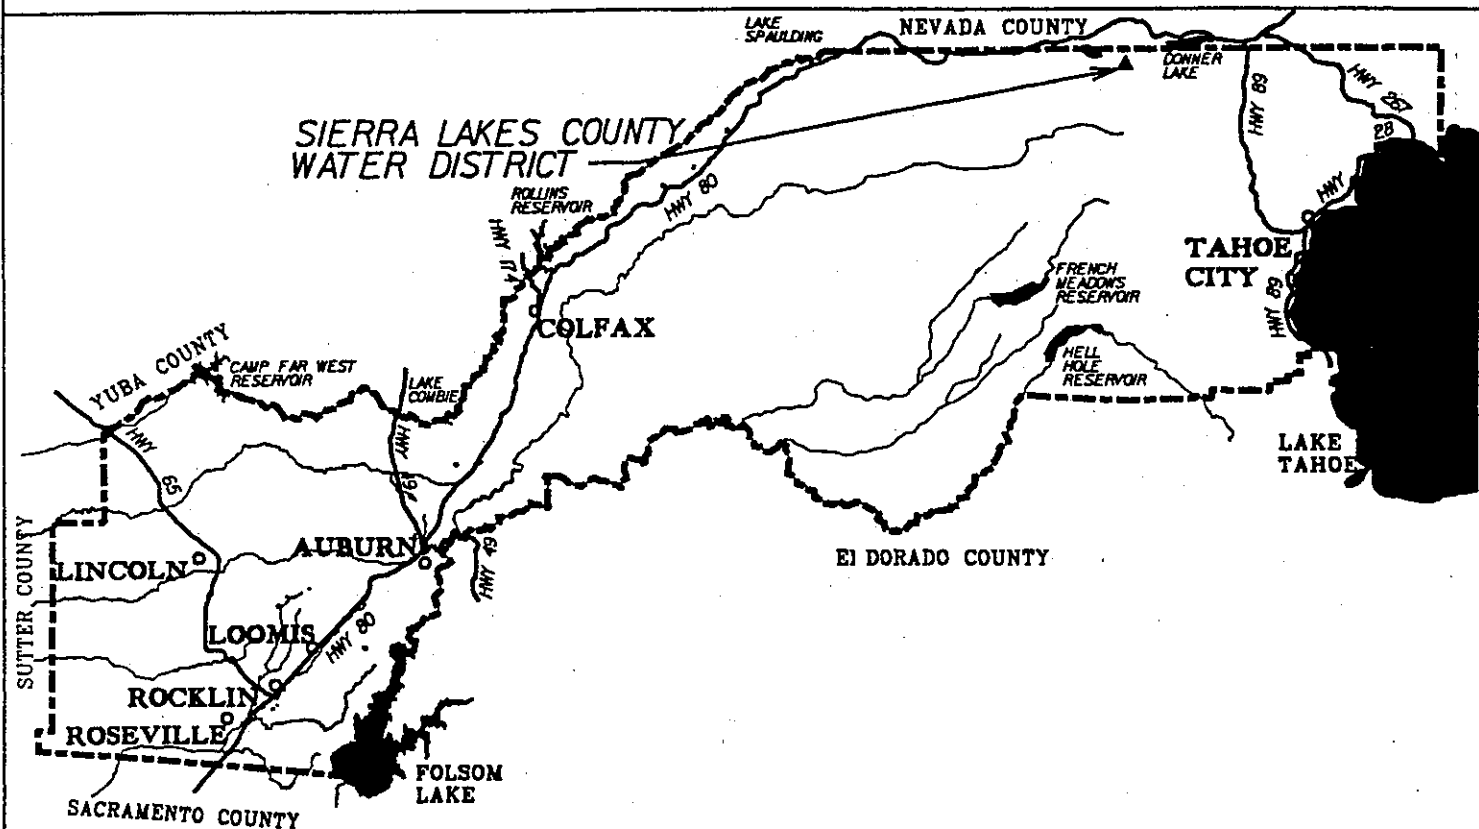 LAKE
SPAULDING
NEVADA COUNTY
DONNER
LAKE
HWY 89
HWY 267
28
HWY
SIERRA LAKES COUNTY
WATER DISTRICT
ROLLINS
RESERVOIR
HWY 80
HWY 174
TAHOE
CITY
HWY 89
FRENCH
MEADOWS
RESERVOIR
COLFAX
HELL
HOLE
RESERVOIR
YUBA COUNTY
CAMP FAR WEST
RESERVOIR
LAKE
COMBIE
HWY
65
HWY 49
LAKE
TAHOE
SUTTER COUNTY
AUBURN
HWY 49
El DORADO COUNTY
LINCOLN
LOOMIS
HWY 80
ROCKLIN
ROSEVILLE
FOLSOM
LAKE
SACRAMENTO COUNTY